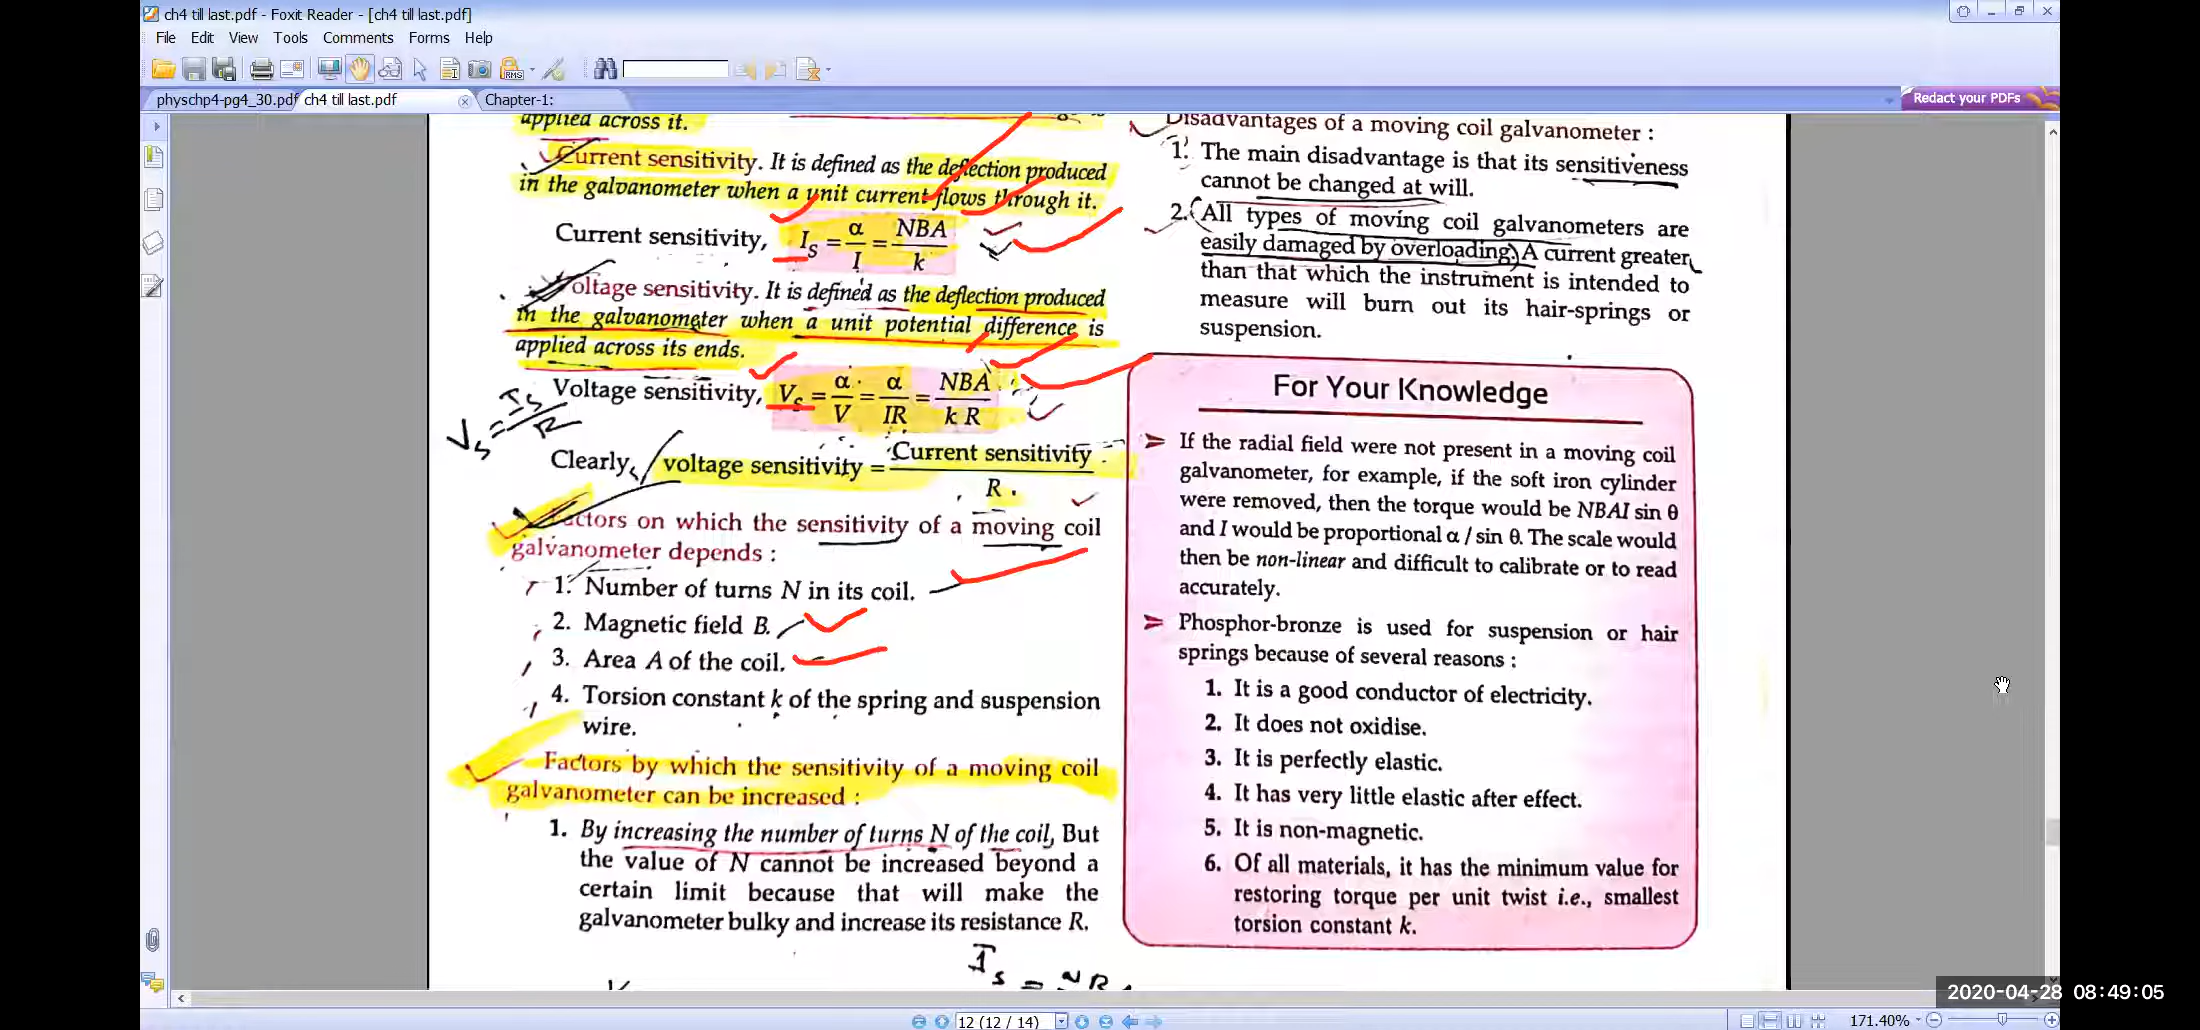 ch4 till last.pdf - Foxit Reader - [ch4 till last.pdf]
File Edit View Tools Comments Forms Help
physchp4-pg4_30.pdf
ch4 till last.pdf
Chapter-1:
Redact your PDFs
applied across it.
Current sensitivity. It is defined as the deflection produced
in the galvanometer when a unit current flows through it.
Current sensitivity, I_S = α/I = NBA/k
Voltage sensitivity. It is defined as the deflection produced
in the galvanometer when a unit potential difference is
applied across its ends.
Voltage sensitivity, V_S = α/V = α/IR = NBA/k R
V_S = I_S/R
Clearly, voltage sensitivity = Current sensitivity/R .
Factors on which the sensitivity of a moving coil
galvanometer depends :
1. Number of turns N in its coil.
2. Magnetic field B.
3. Area A of the coil.
4. Torsion constant k of the spring and suspension
wire.
Factors by which the sensitivity of a moving coil
galvanometer can be increased :
1. By increasing the number of turns N of the coil, But
the value of N cannot be increased beyond a
certain limit because that will make the
galvanometer bulky and increase its resistance R.
I_S =
Disadvantages of a moving coil galvanometer :
1. The main disadvantage is that its sensitiveness
cannot be changed at will.
2. All types of moving coil galvanometers are
easily damaged by overloading. A current greater
than that which the instrument is intended to
measure will burn out its hair-springs or
suspension.
For Your Knowledge
➢ If the radial field were not present in a moving coil
galvanometer, for example, if the soft iron cylinder
were removed, then the torque would be NBAI sin θ
and I would be proportional α / sin θ. The scale would
then be non-linear and difficult to calibrate or to read
accurately.
➢ Phosphor-bronze is used for suspension or hair
springs because of several reasons :
1. It is a good conductor of electricity.
2. It does not oxidise.
3. It is perfectly elastic.
4. It has very little elastic after effect.
5. It is non-magnetic.
6. Of all materials, it has the minimum value for
restoring torque per unit twist i.e., smallest
torsion constant k.
2020-04-28 08:49:05
12 (12 / 14)
171.40%